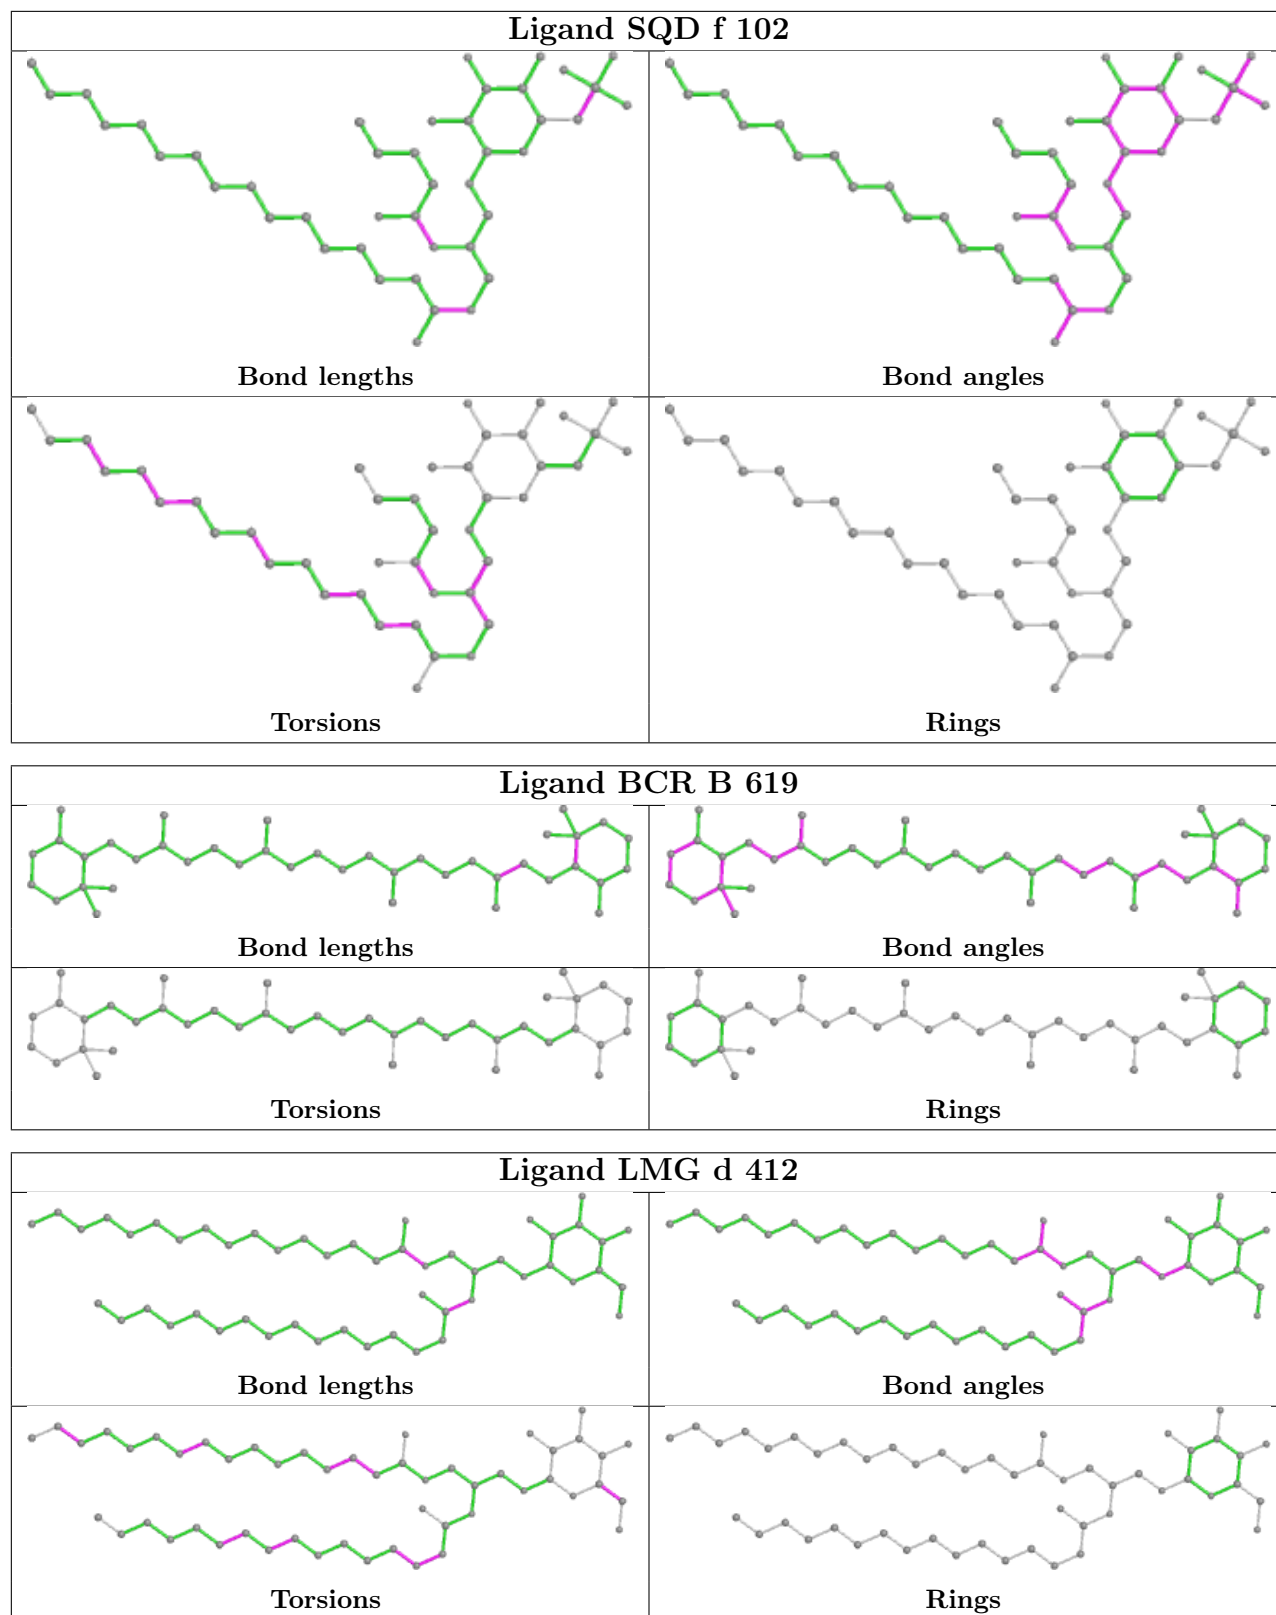 Ligand SQD f 102
Bond lengths
Bond angles
Torsions
Rings
Ligand BCR B 619
Bond lengths
Bond angles
Torsions
Rings
Ligand LMG d 412
Bond lengths
Bond angles
Torsions
Rings